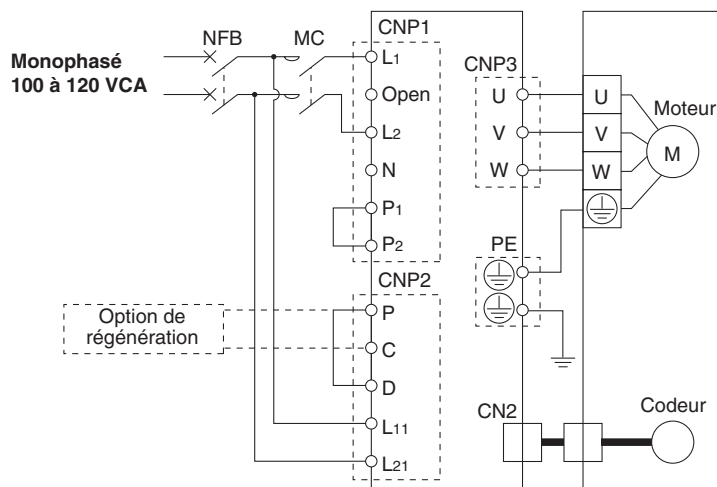 NFB
MC
CNP1
Monophasé
100 à 120 VCA
L1
Open
L2
N
P1
P2
CNP3
U
V
W
U
V
W
Moteur
M
PE
CNP2
Option de
régénération
P
C
D
L11
L21
CN2
Codeur